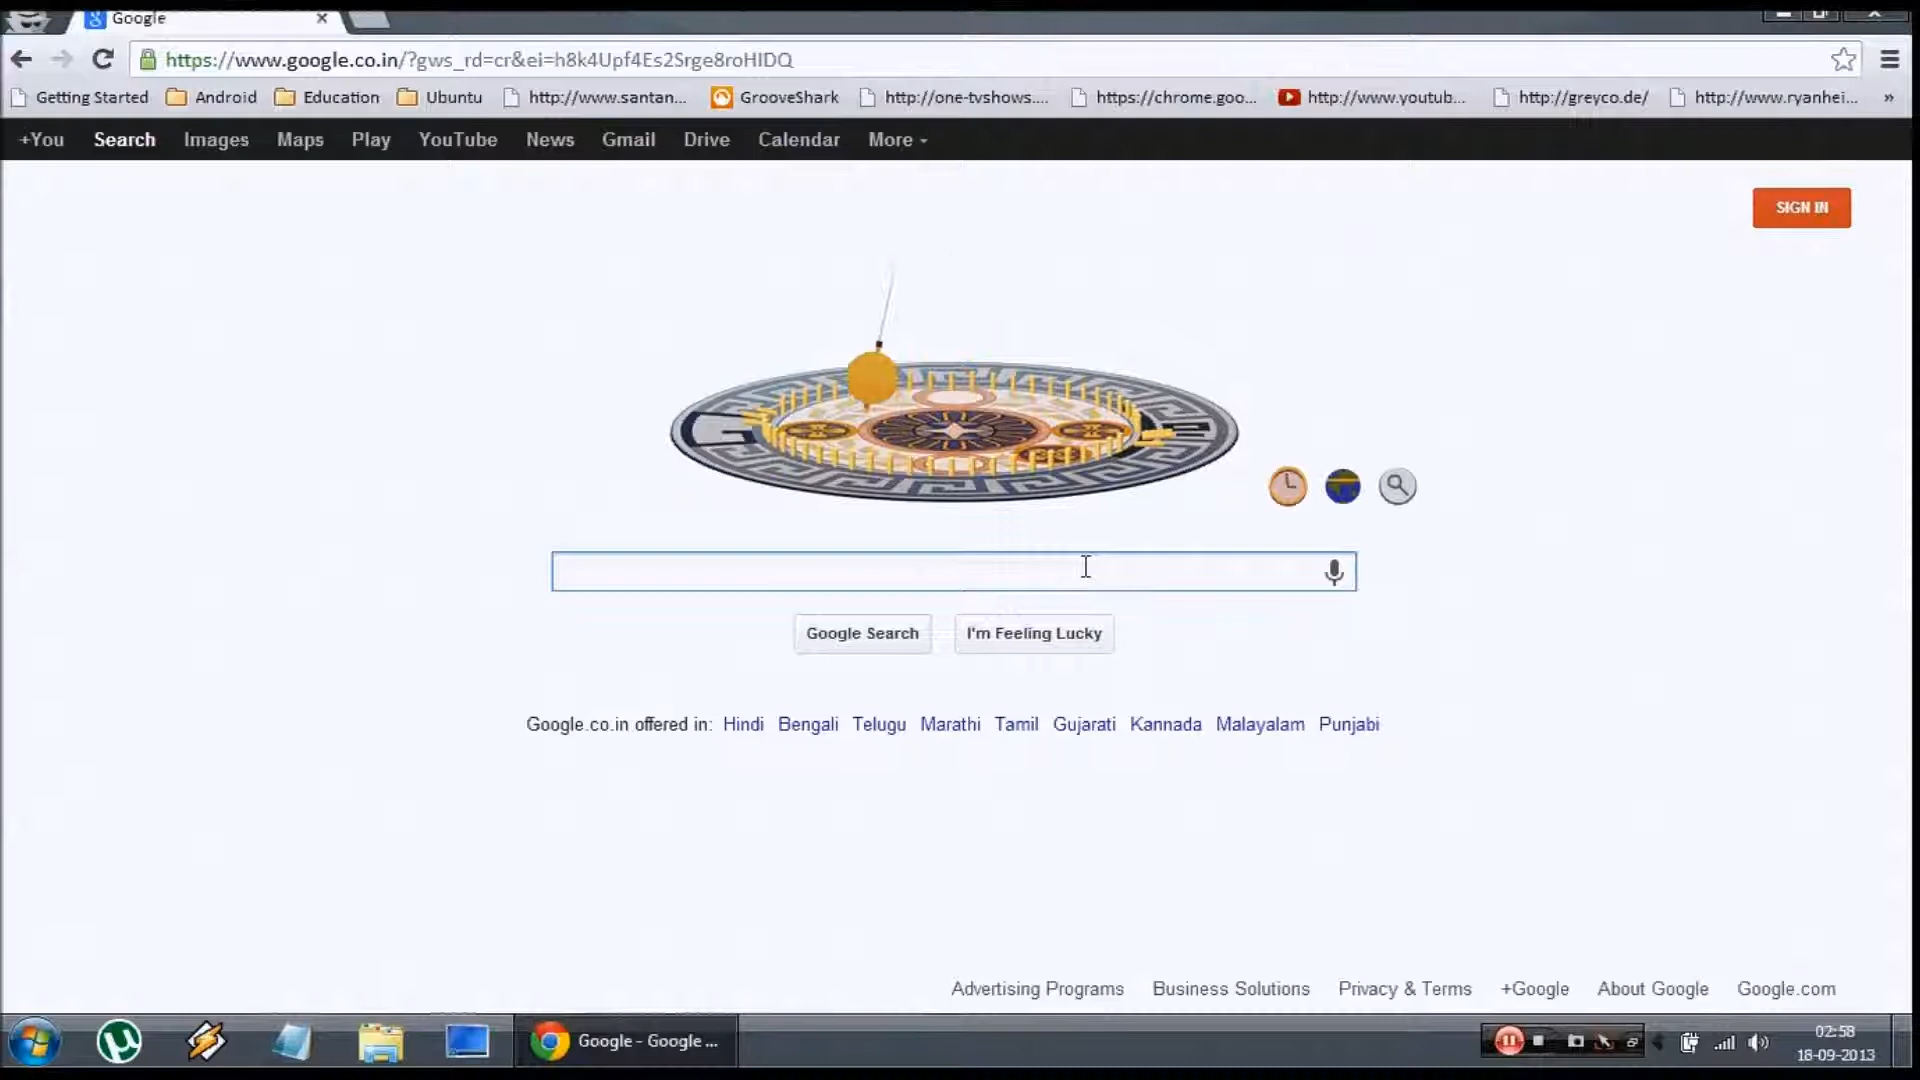 Google
https://www.google.co.in/?gws_rd=cr&ei=h8k4Upf4Es2Srge8roHIDQ
Getting Started Android Education Ubuntu http://www.santan... GrooveShark http://one-tvshows.... https://chrome.goo... http://www.youtub... http://greyco.de/ http://www.ryanhei... »
+You Search Images Maps Play YouTube News Gmail Drive Calendar More
SIGN IN
Google Search I'm Feeling Lucky
Google.co.in offered in: Hindi Bengali Telugu Marathi Tamil Gujarati Kannada Malayalam Punjabi
Advertising Programs Business Solutions Privacy & Terms +Google About Google Google.com
Google - Google ...
02:58
18-09-2013